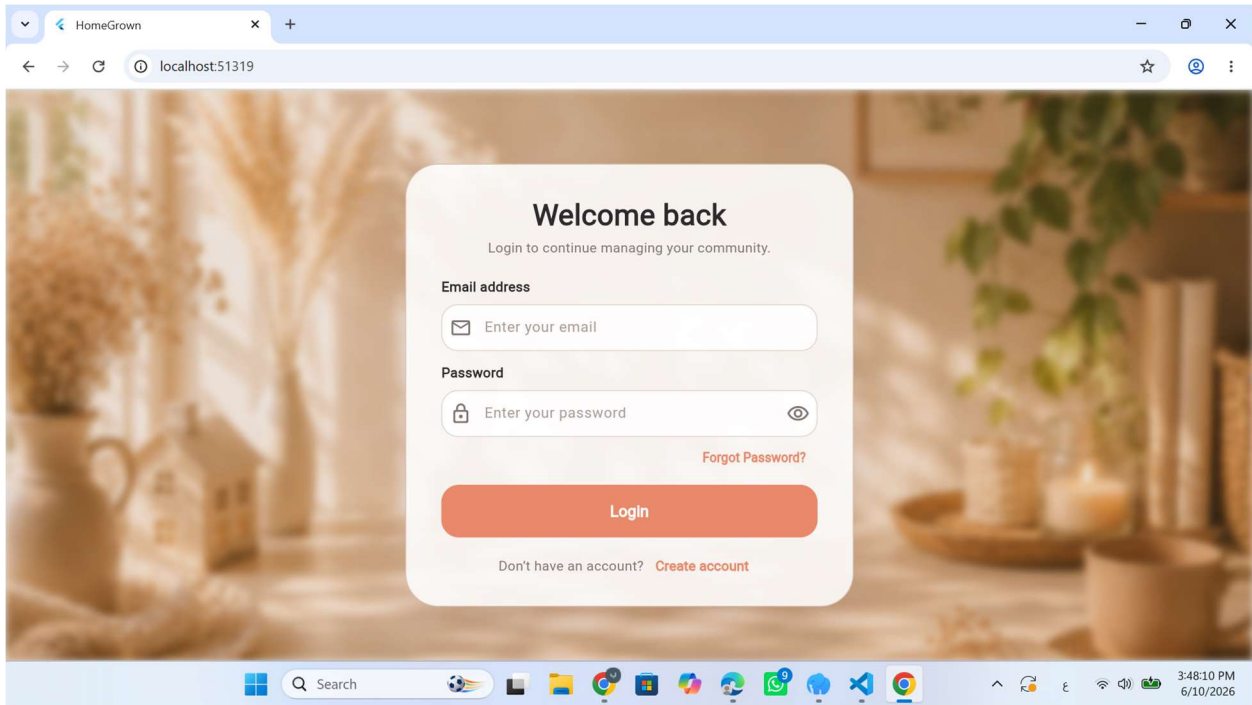 HomeGrown
localhost:51319
Welcome back
Login to continue managing your community.
Email address
Enter your email
Password
Enter your password
Forgot Password?
Login
Don't have an account? Create account
Search
9
ع
3:48:10 PM
6/10/2026